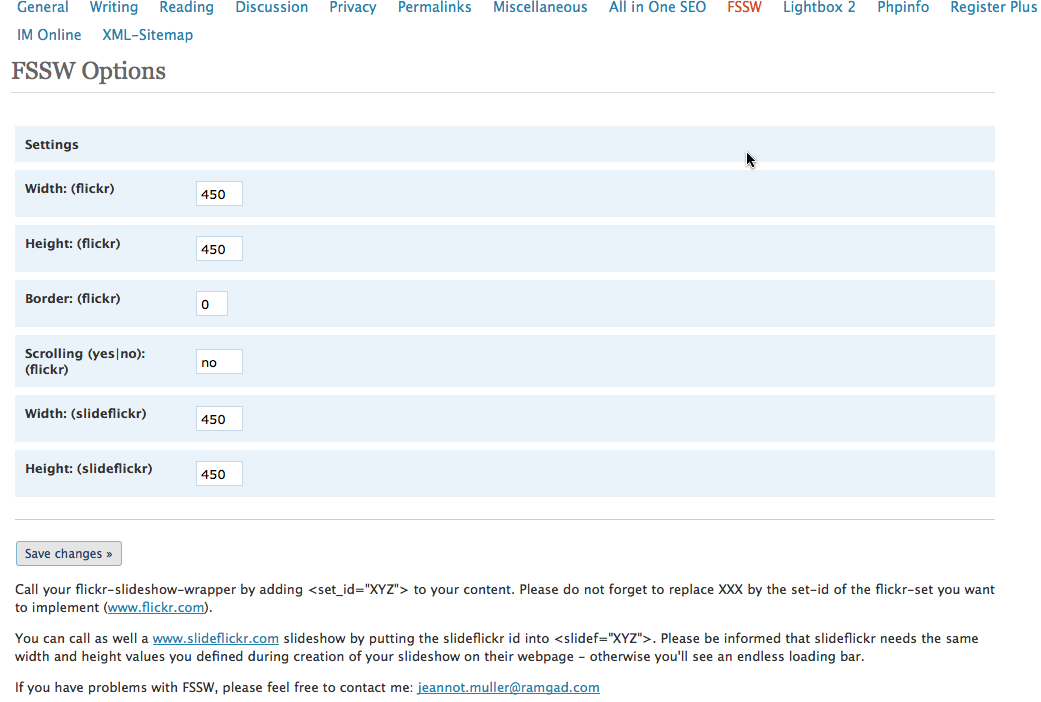 General Writing Reading Discussion Privacy Permalinks Miscellaneous All in One SEO FSSW Lightbox 2 Phpinfo Register Plus
IM Online XML-Sitemap
FSSW Options
Settings
Width: (flickr) 450
Height: (flickr) 450
Border: (flickr) 0
Scrolling (yes|no):
(flickr) no
Width: (slideflickr) 450
Height: (slideflickr) 450
Save changes »
Call your flickr-slideshow-wrapper by adding <set_id="XYZ"> to your content. Please do not forget to replace XXX by the set-id of the flickr-set you want
to implement (www.flickr.com).
You can call as well a www.slideflickr.com slideshow by putting the slideflickr id into <slidef="XYZ">. Please be informed that slideflickr needs the same
width and height values you defined during creation of your slideshow on their webpage – otherwise you'll see an endless loading bar.
If you have problems with FSSW, please feel free to contact me: jeannot.muller@ramgad.com